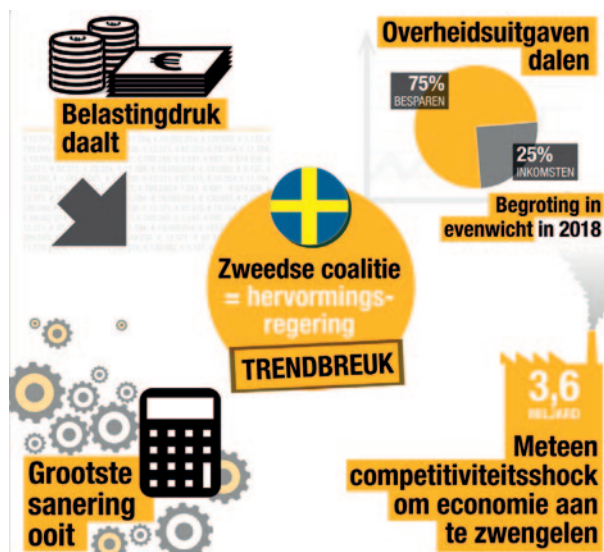 Belastingdruk
daalt
Overheidsuitgaven
dalen
75%
BESPAREN
25%
INKOMSTEN
Begroting in
evenwicht in 2018
Zweedse coalitie
= hervormings-
regering
TRENDBREUK
Grootste
sanering
ooit
3,6
MILJARD
Meteen
competitiviteitsshock
om economie aan
te zwengelen